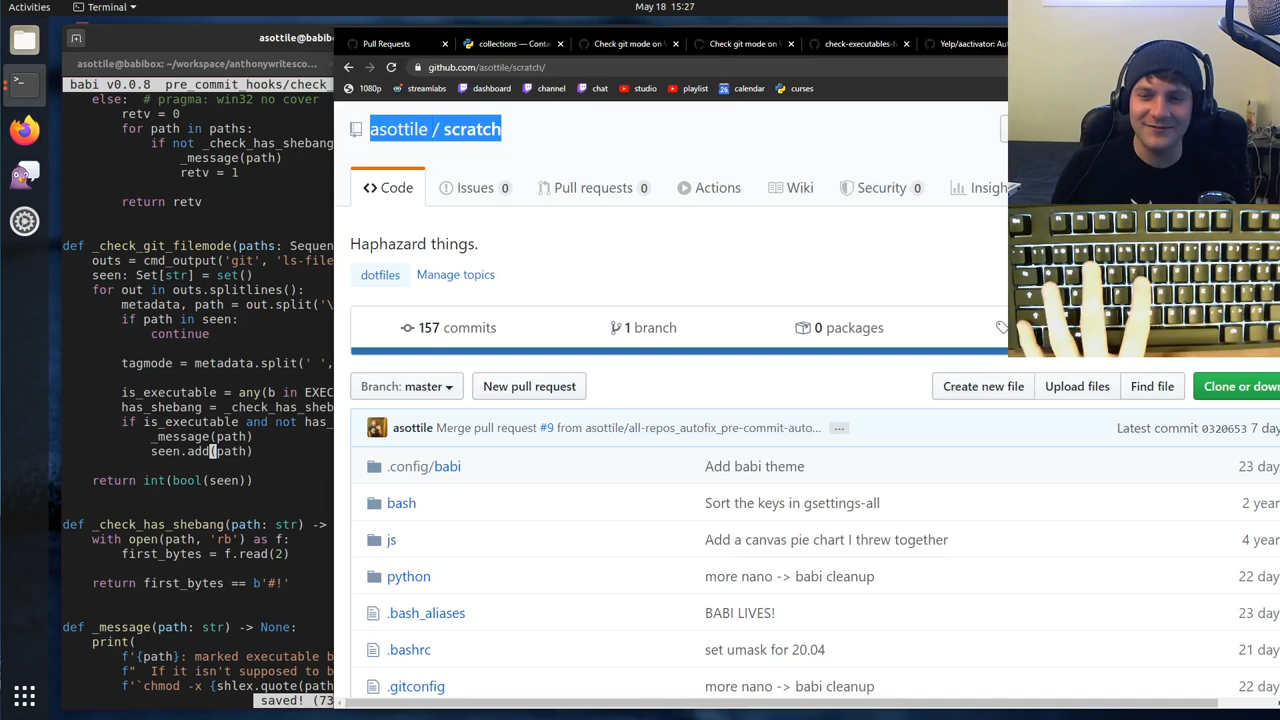 Activities
Terminal
May 18 15:27
asottile@babibo
asottile@babibox: ~/workspace/anthonywritesco...
babi v0.0.8 pre_commit_hooks/check_
else:  # pragma: win32 no cover
retv = 0
for path in paths:
if not _check_has_shebang
_message(path)
retv = 1
return retv
def _check_git_filemode(paths: Sequen
outs = cmd_output('git', 'ls-file
seen: Set[str] = set()
for out in outs.splitlines():
metadata, path = out.split('\
if path in seen:
continue
tagmode = metadata.split(' ',
is_executable = any(b in EXEC
has_shebang = _check_has_sheb
if is_executable and not has_
_message(path)
seen.add(path)
return int(bool(seen))
def _check_has_shebang(path: str) ->
with open(path, 'rb') as f:
first_bytes = f.read(2)
return first_bytes == b'#!'
def _message(path: str) -> None:
print(
f'{path}: marked executable b
f"  If it isn't supposed to b
f'`chmod -x {shlex.quote(path
saved! (73
Pull Requests
collections — Conta
Check git mode on \
Check git mode on \
check-executables-h
Yelp/aactivator: Au
github.com/asottile/scratch/
1080p
streamlabs
dashboard
channel
chat
studio
playlist
26 calendar
curses
asottile / scratch
Code
Issues 0
Pull requests 0
Actions
Wiki
Security 0
Insigh
Haphazard things.
dotfiles
Manage topics
157 commits
1 branch
0 packages
Branch: master
New pull request
Create new file
Upload files
Find file
Clone or dow
asottile Merge pull request #9 from asottile/all-repos_autofix_pre-commit-auto... ...
Latest commit 0320653 7 day
.config/babi
Add babi theme
23 day
bash
Sort the keys in gsettings-all
2 year
js
Add a canvas pie chart I threw together
4 year
python
more nano -> babi cleanup
22 day
.bash_aliases
BABI LIVES!
23 day
.bashrc
set umask for 20.04
21 day
.gitconfig
more nano -> babi cleanup
22 day